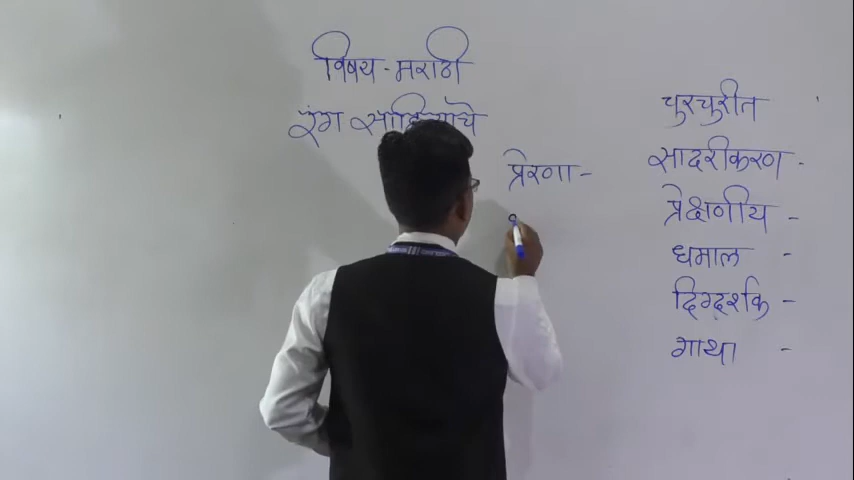 विषय - मराठी
रंग साहित्याचे
प्रेरणा -
चुरचुरीत
सादरीकरण -
प्रेक्षणीय -
धमाल -
दिग्दर्शक -
गाथा -